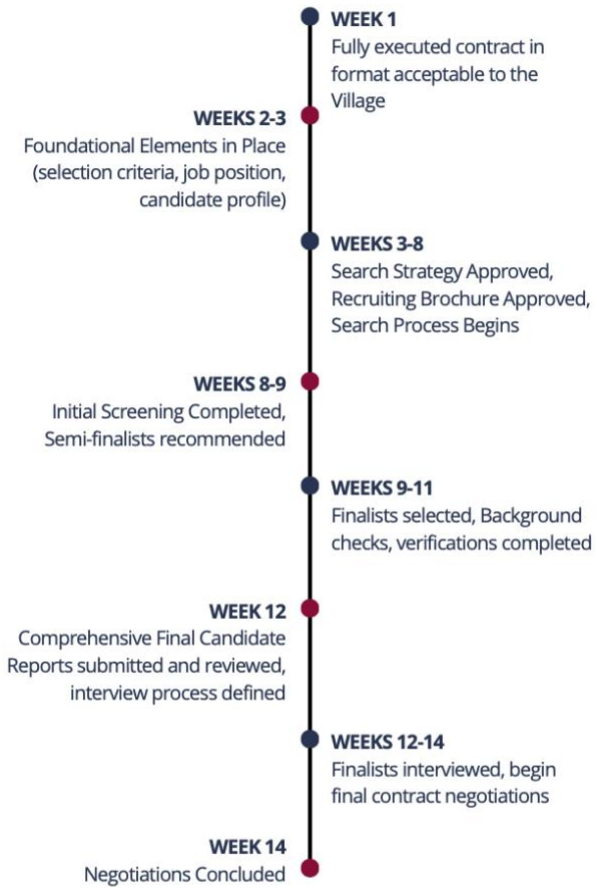 WEEK 1
Fully executed contract in
format acceptable to the
Village
WEEKS 2-3
Foundational Elements in Place
(selection criteria, job position,
candidate profile)
WEEKS 3-8
Search Strategy Approved,
Recruiting Brochure Approved,
Search Process Begins
WEEKS 8-9
Initial Screening Completed,
Semi-finalists recommended
WEEKS 9-11
Finalists selected, Background
checks, verifications completed
WEEK 12
Comprehensive Final Candidate
Reports submitted and reviewed,
interview process defined
WEEKS 12-14
Finalists interviewed, begin
final contract negotiations
WEEK 14
Negotiations Concluded